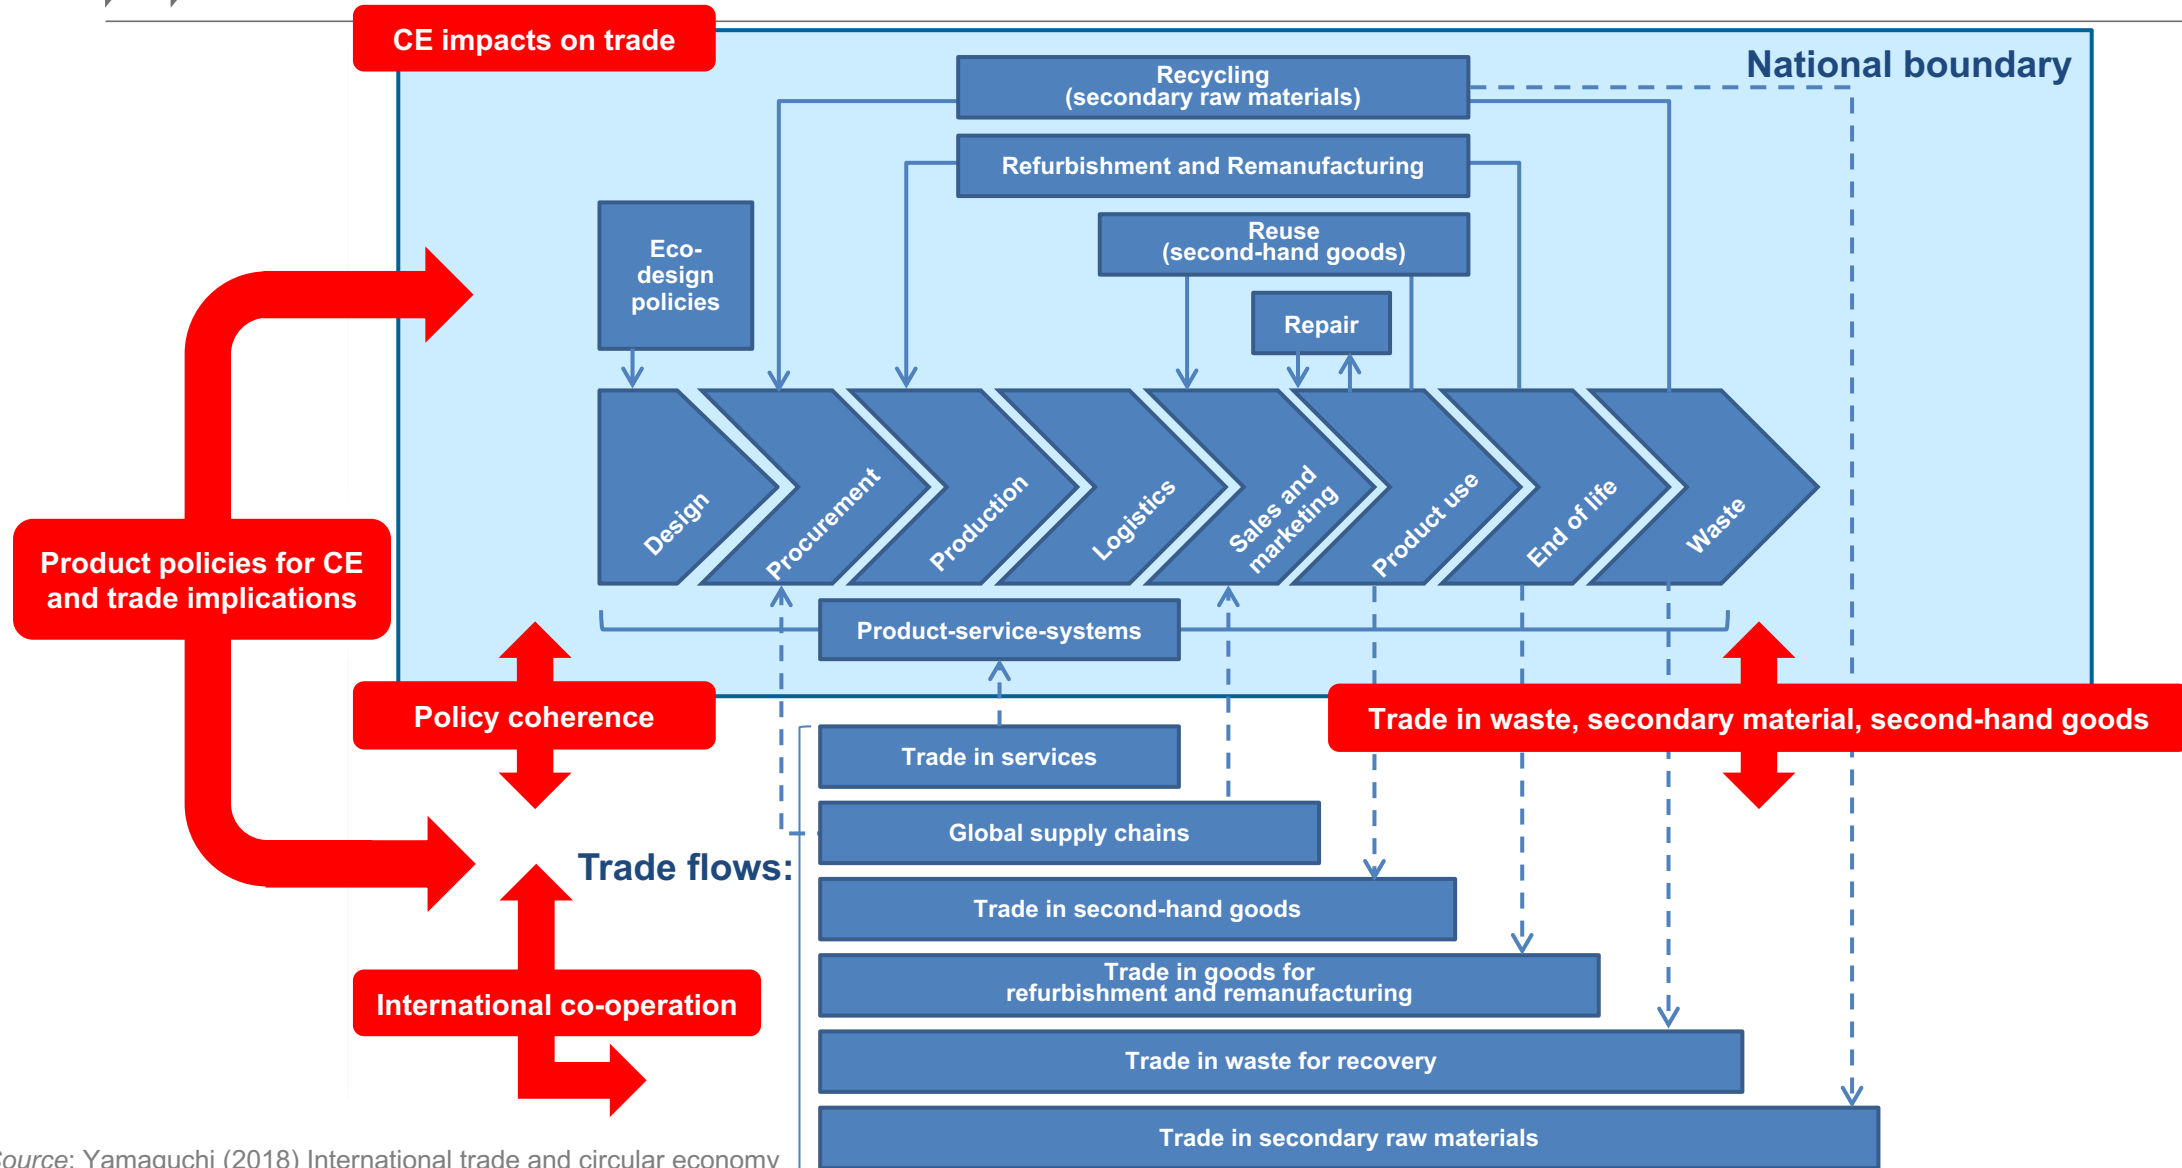 CE impacts on trade
National boundary
Recycling
(secondary raw materials)
Refurbishment and Remanufacturing
Reuse
(second-hand goods)
Eco-
design
policies
Repair
Design
Procurement
Production
Logistics
Sales and
marketing
Product use
End of life
Waste
Product policies for CE
and trade implications
Product-service-systems
Policy coherence
Trade in waste, secondary material, second-hand goods
Trade in services
Global supply chains
Trade flows:
Trade in second-hand goods
Trade in goods for
refurbishment and remanufacturing
International co-operation
Trade in waste for recovery
Trade in secondary raw materials
Source: Yamaguchi (2018) International trade and circular economy